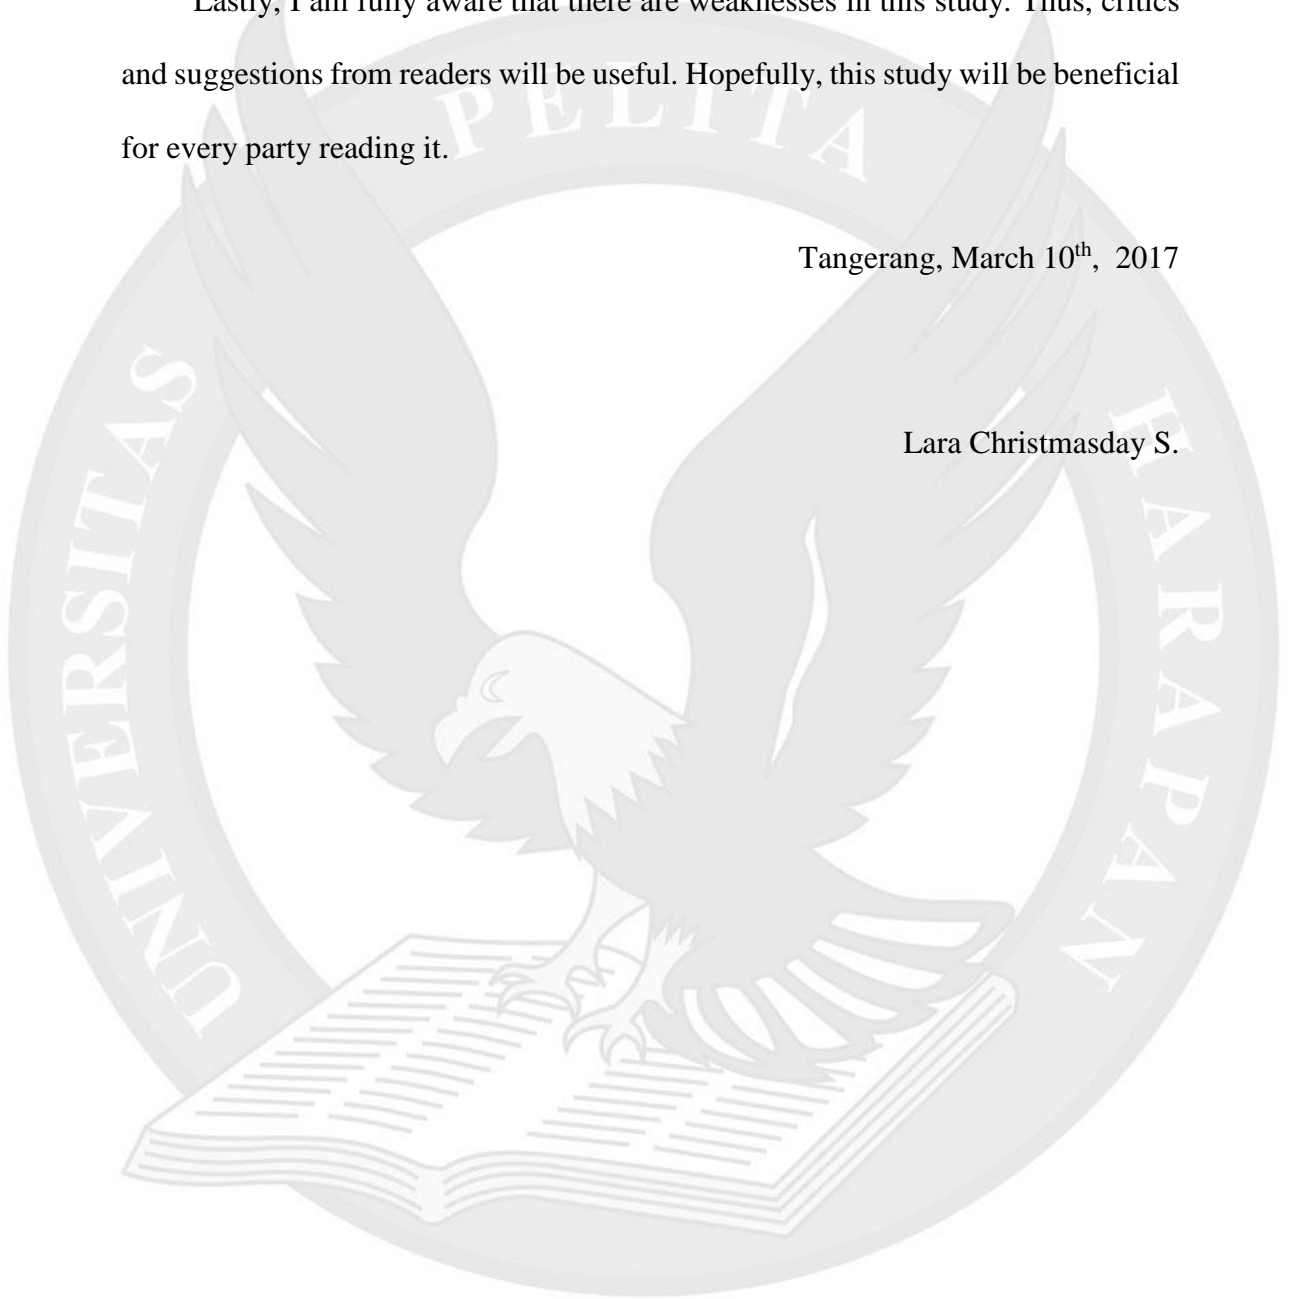 Lastly, I am fully aware that there are weaknesses in this study. Thus, critics
and suggestions from readers will be useful. Hopefully, this study will be beneficial
for every party reading it.
Tangerang, March 10th, 2017
Lara Christmasday S.
UNIVERSITAS PELITA HARAPAN